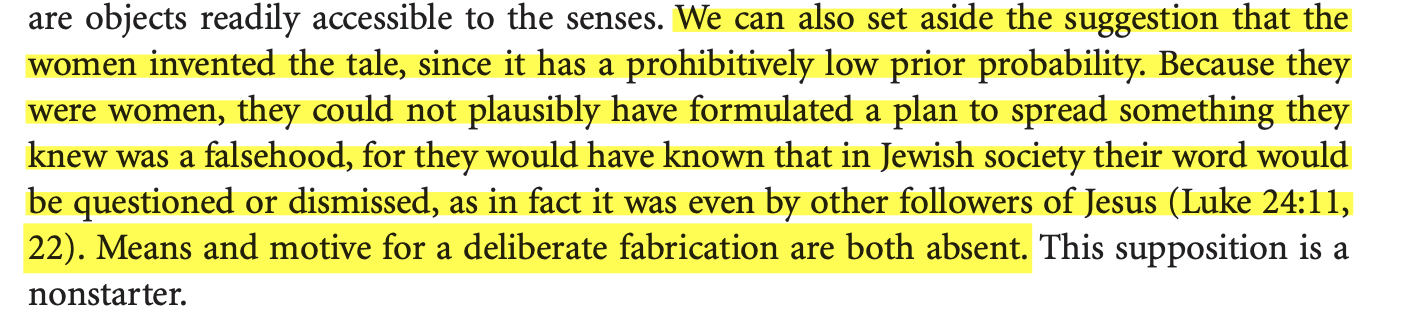 are objects readily accessible to the senses. We can also set aside the suggestion that the
women invented the tale, since it has a prohibitively low prior probability. Because they
were women, they could not plausibly have formulated a plan to spread something they
knew was a falsehood, for they would have known that in Jewish society their word would
be questioned or dismissed, as in fact it was even by other followers of Jesus (Luke 24:11,
22). Means and motive for a deliberate fabrication are both absent. This supposition is a
nonstarter.